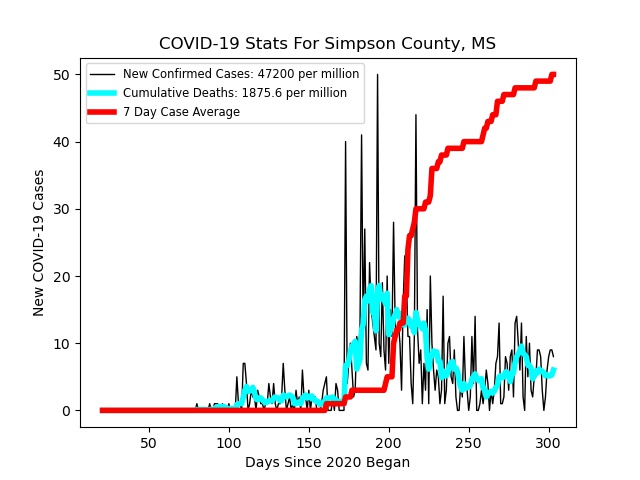 COVID-19 Stats For Simpson County, MS
New Confirmed Cases: 47200 per million
Cumulative Deaths: 1875.6 per million
7 Day Case Average
New COVID-19 Cases
50
40
30
20
10
0
50 100 150 200 250 300
Days Since 2020 Began